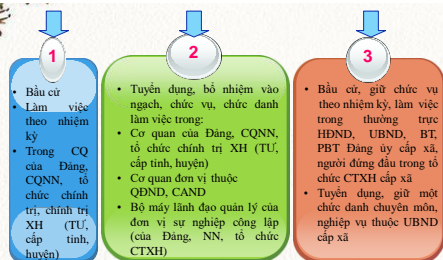 1
• Bầu cử
• Làm việc
theo nhiệm
kỳ
• Trong CQ
của Đảng,
CQNN, tổ
chức chính
trị, chính trị
XH (TƯ,
cấp tỉnh,
huyện)
2
• Tuyển dụng, bổ nhiệm vào
ngạch, chức vụ, chức danh
làm việc trong:
• Cơ quan của Đảng, CQNN,
tổ chức chính trị XH (TƯ,
cấp tỉnh, huyện)
• Cơ quan đơn vị thuộc
QĐND, CAND
• Bộ máy lãnh đạo quản lý của
đơn vị sự nghiệp công lập
(của Đảng, NN, tổ chức
CTXH)
3
• Bầu cử, giữ chức vụ
theo nhiệm kỳ, làm việc
trong thường trực
HĐND, UBND, BT,
PBT Đảng ủy cấp xã,
người đứng đầu trong tổ
chức CTXH cấp xã
• Tuyển dụng, giữ một
chức danh chuyên môn,
nghiệp vụ thuộc UBND
cấp xã